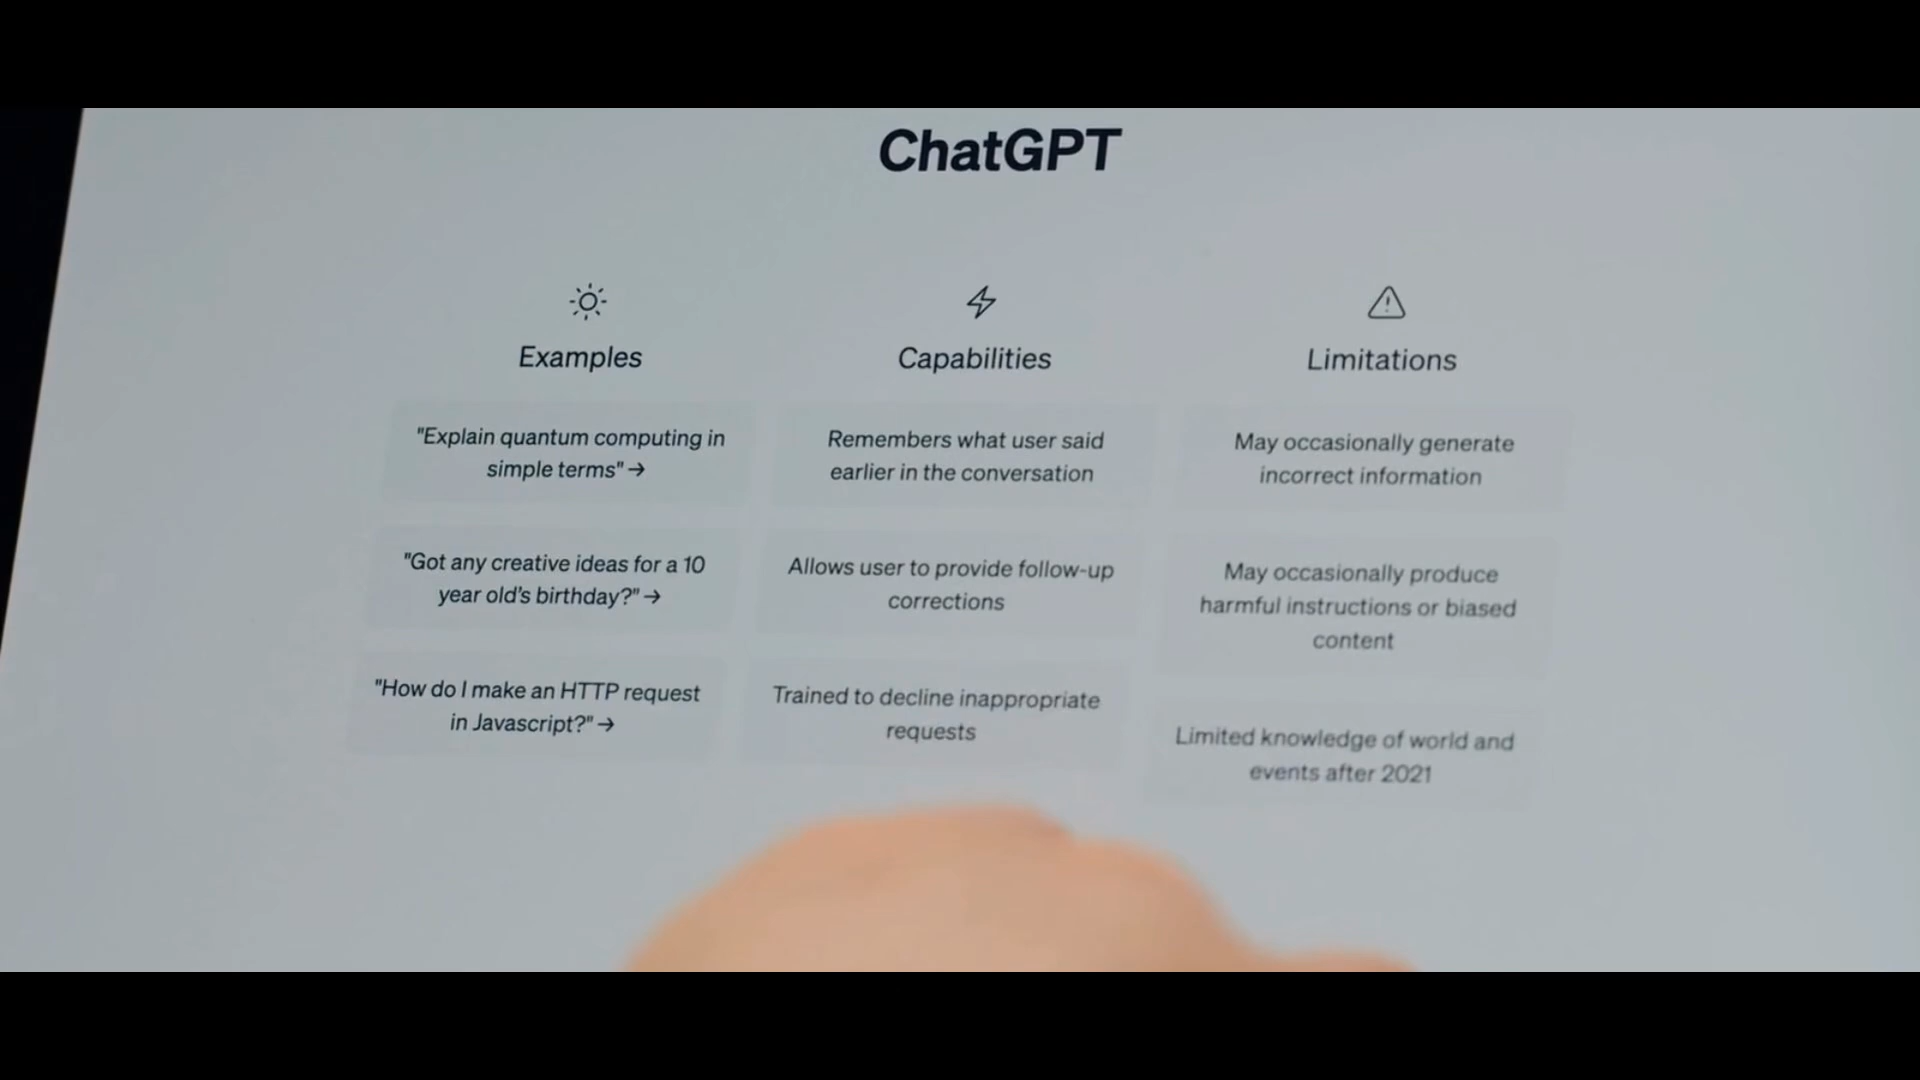 ChatGPT
Examples
"Explain quantum computing in
simple terms" →
"Got any creative ideas for a 10
year old's birthday?" →
"How do I make an HTTP request
in Javascript?" →
Capabilities
Remembers what user said
earlier in the conversation
Allows user to provide follow-up
corrections
Trained to decline inappropriate
requests
Limitations
May occasionally generate
incorrect information
May occasionally produce
harmful instructions or biased
content
Limited knowledge of world and
events after 2021